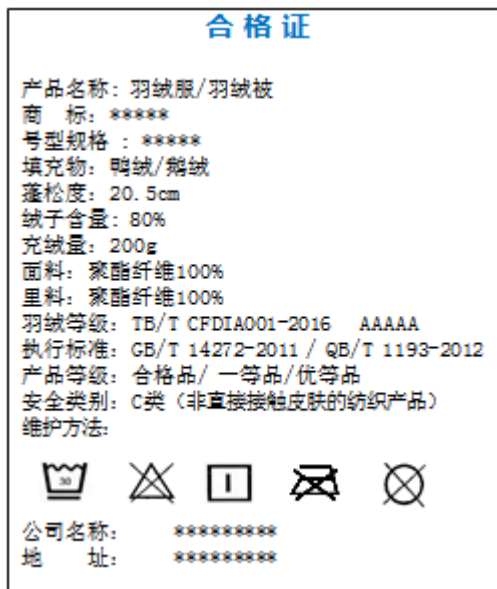 合格证
产品名称: 羽绒服/羽绒被
商 标: *****
号型规格 : *****
填充物: 鸭绒/鹅绒
蓬松度: 20.5cm
绒子含量: 80%
充绒量: 200g
面料: 聚酯纤维100%
里料: 聚酯纤维100%
羽绒等级: TB/T CFDIA001-2016 AAAAA
执行标准: GB/T 14272-2011 / QB/T 1193-2012
产品等级: 合格品/ 一等品/优等品
安全类别: C类 (非直接接触皮肤的纺织产品)
维护方法:
30
公司名称: *********
地 址: *********